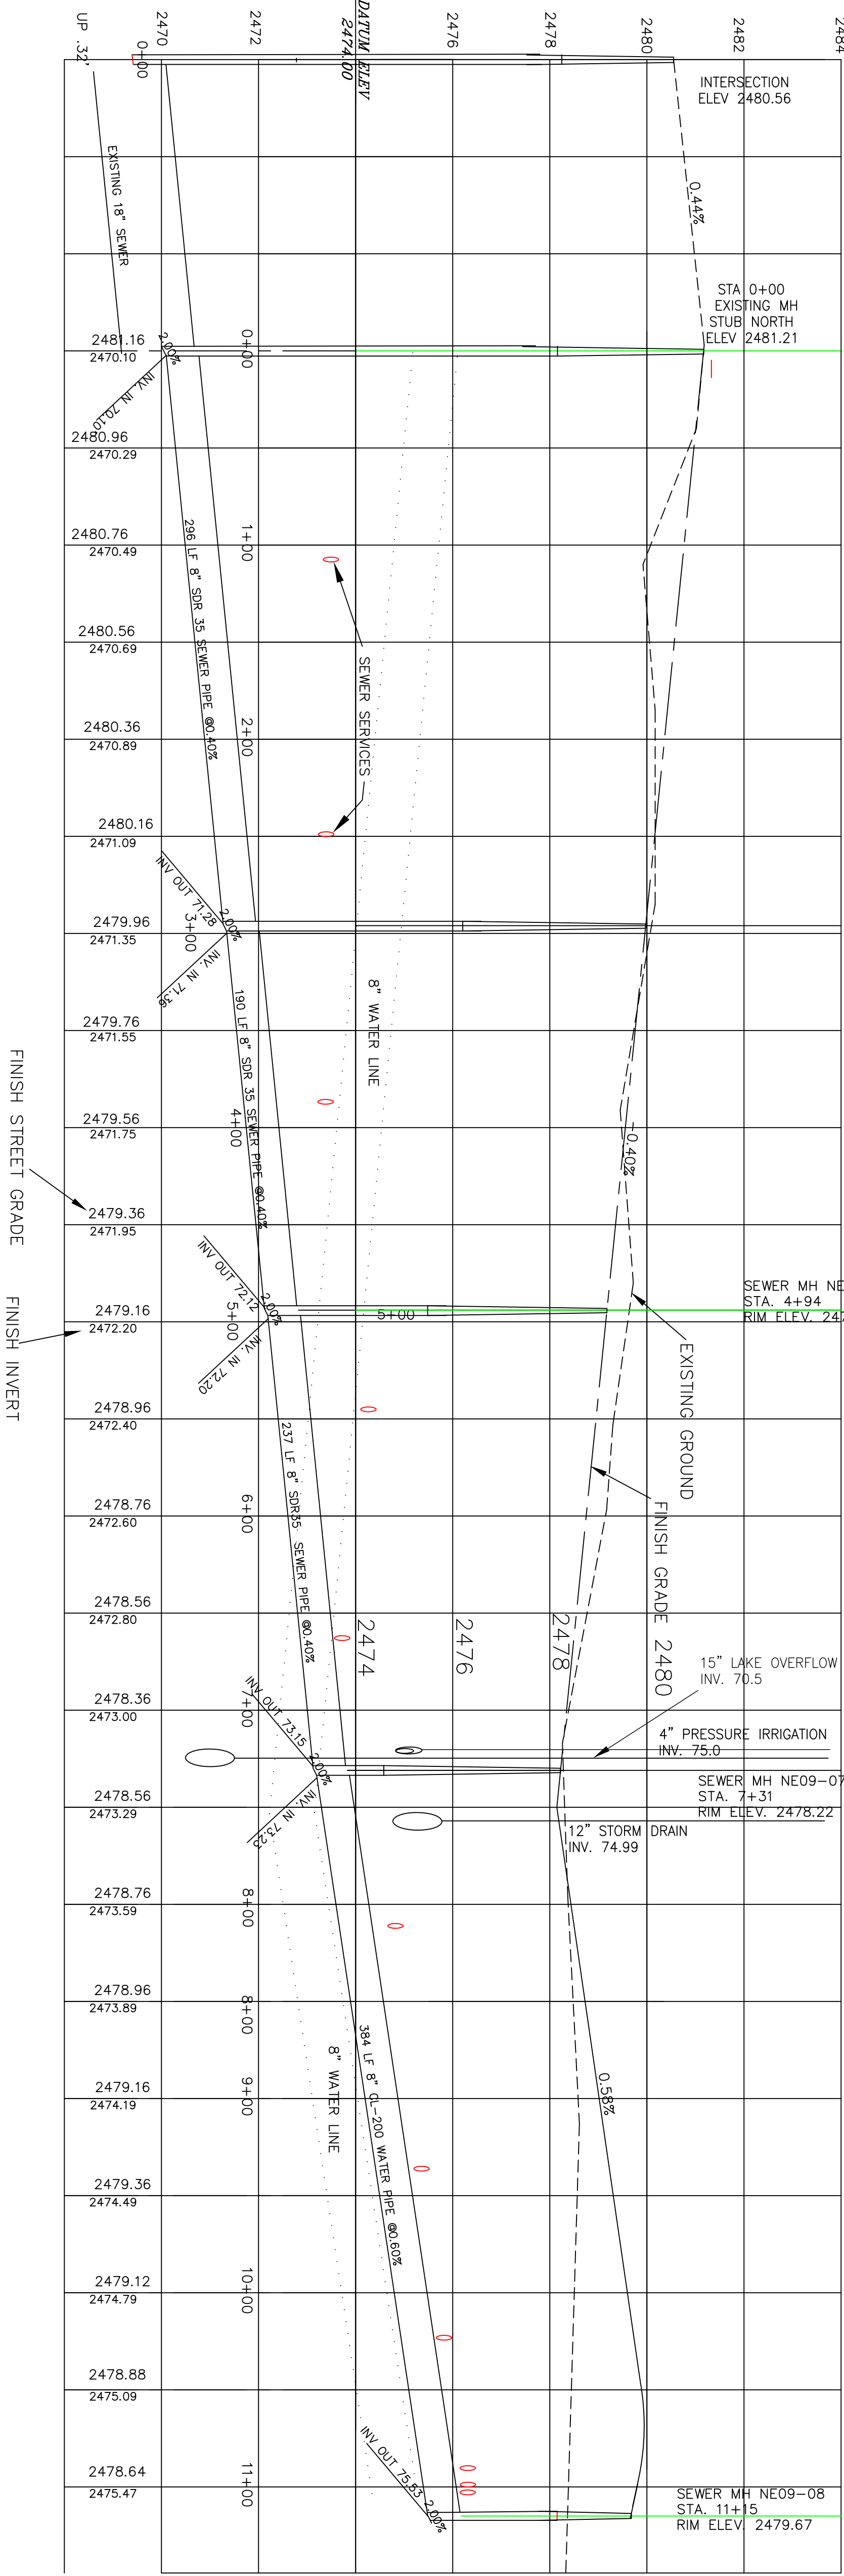 2470
2472
DATUM ELEV
2474.00
2476
2478
2480
2482
2484
UP .32'
0+00
INTERSECTION
ELEV 2480.56
0.44%
EXISTING 18" SEWER
STA 0+00
EXISTING MH
STUB NORTH
ELEV 2481.21
2481.16
2470.10
2.00%
0+00
INV. IN 70.10
2480.96
2470.29
2480.76
2470.49
1+00
296 LF 8" SDR 35 SEWER PIPE @0.40%
2480.56
2470.69
SEWER SERVICES
2480.36
2470.89
2+00
2480.16
2471.09
INV OUT 71.28
2.00%
2479.96
2471.35
3+00
INV. IN 71.36
8" WATER LINE
190 LF 8" SDR 35 SEWER PIPE @0.40%
2479.76
2471.55
2479.56
2471.75
4+00
-0.40%
2479.36
2471.95
FINISH STREET GRADE
FINISH INVERT
INV OUT 72.12
2.00%
2479.16
2472.20
5+00
5+00
INV. IN 72.20
SEWER MH NE
STA. 4+94
RIM ELEV. 247
EXISTING GROUND
2478.96
2472.40
237 LF 8" SDR35 SEWER PIPE @0.40%
FINISH GRADE
2478.76
2472.60
6+00
2478.56
2472.80
2474
2476
2478
2480
15" LAKE OVERFLOW
INV. 70.5
2478.36
2473.00
7+00
INV OUT 73.15
2.00%
4" PRESSURE IRRIGATION
INV. 75.0
SEWER MH NE09-07
STA. 7+31
RIM ELEV. 2478.22
INV. IN 73.23
2478.56
2473.29
12" STORM DRAIN
INV. 74.99
2478.76
2473.59
8+00
2478.96
2473.89
8+00
384 LF 8" CL-200 WATER PIPE @0.60%
8" WATER LINE
2479.16
2474.19
9+00
0.58%
2479.36
2474.49
2479.12
2474.79
10+00
2478.88
2475.09
INV OUT 75.53
2.00%
2478.64
2475.47
11+00
SEWER MH NE09-08
STA. 11+15
RIM ELEV. 2479.67